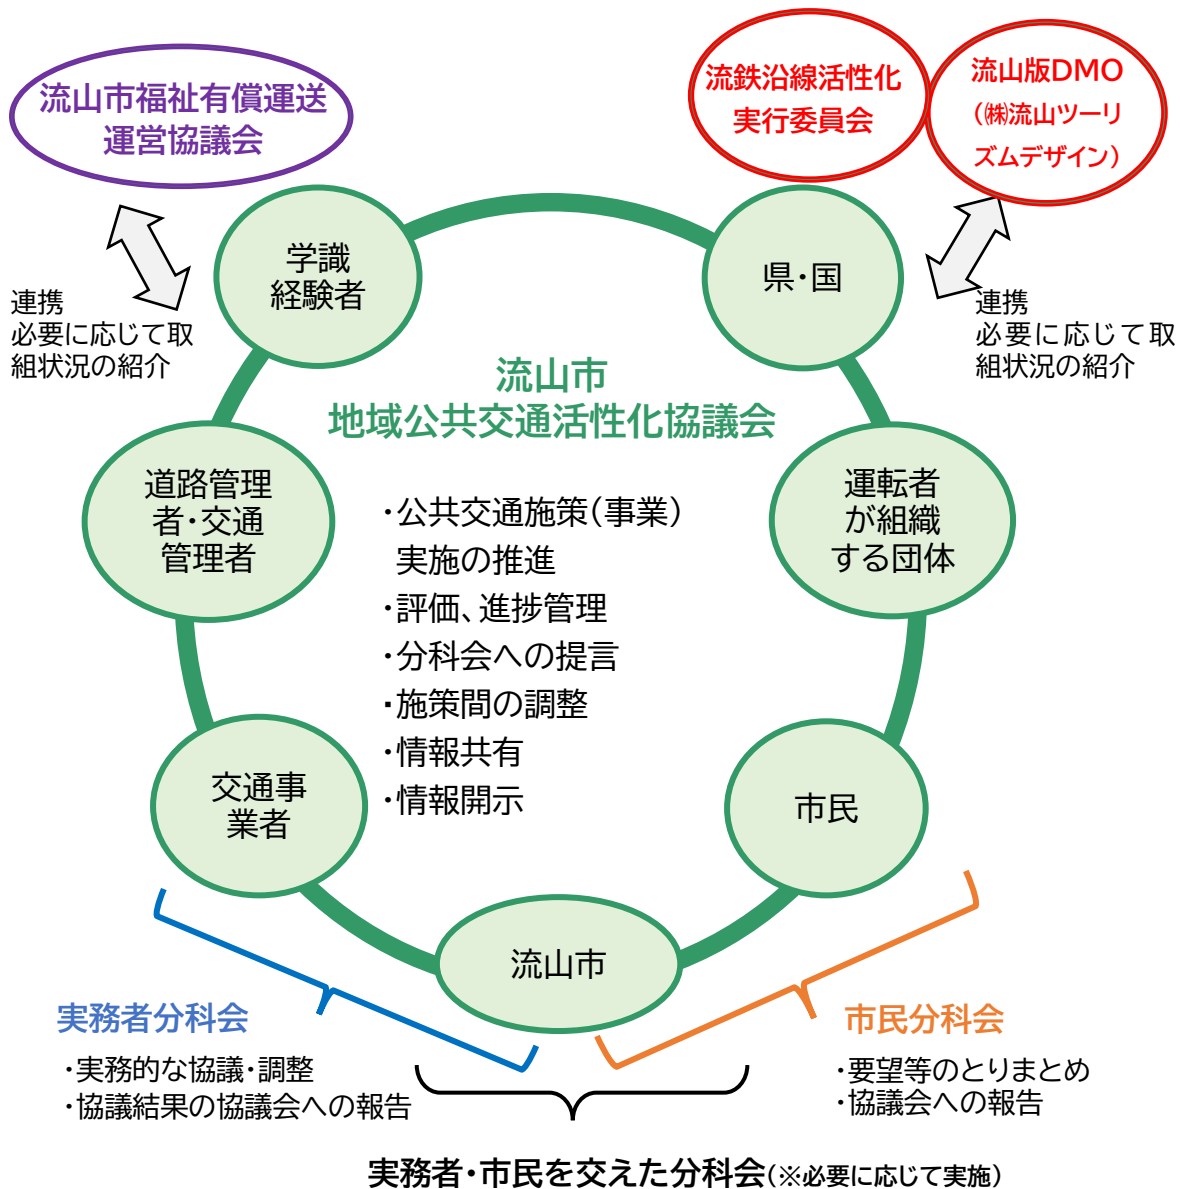 流山市福祉有償運送
運営協議会
流鉄沿線活性化
実行委員会
流山版DMO
(㈱流山ツーリ
ズムデザイン)
学識
経験者
県・国
連携
必要に応じて取
組状況の紹介
連携
必要に応じて取
組状況の紹介
流山市
地域公共交通活性化協議会
道路管理
者・交通
管理者
運転者
が組織
する団体
・公共交通施策(事業)
実施の推進
・評価、進捗管理
・分科会への提言
・施策間の調整
・情報共有
・情報開示
交通事
業者
市民
流山市
実務者分科会
・実務的な協議・調整
・協議結果の協議会への報告
市民分科会
・要望等のとりまとめ
・協議会への報告
実務者・市民を交えた分科会(※必要に応じて実施)